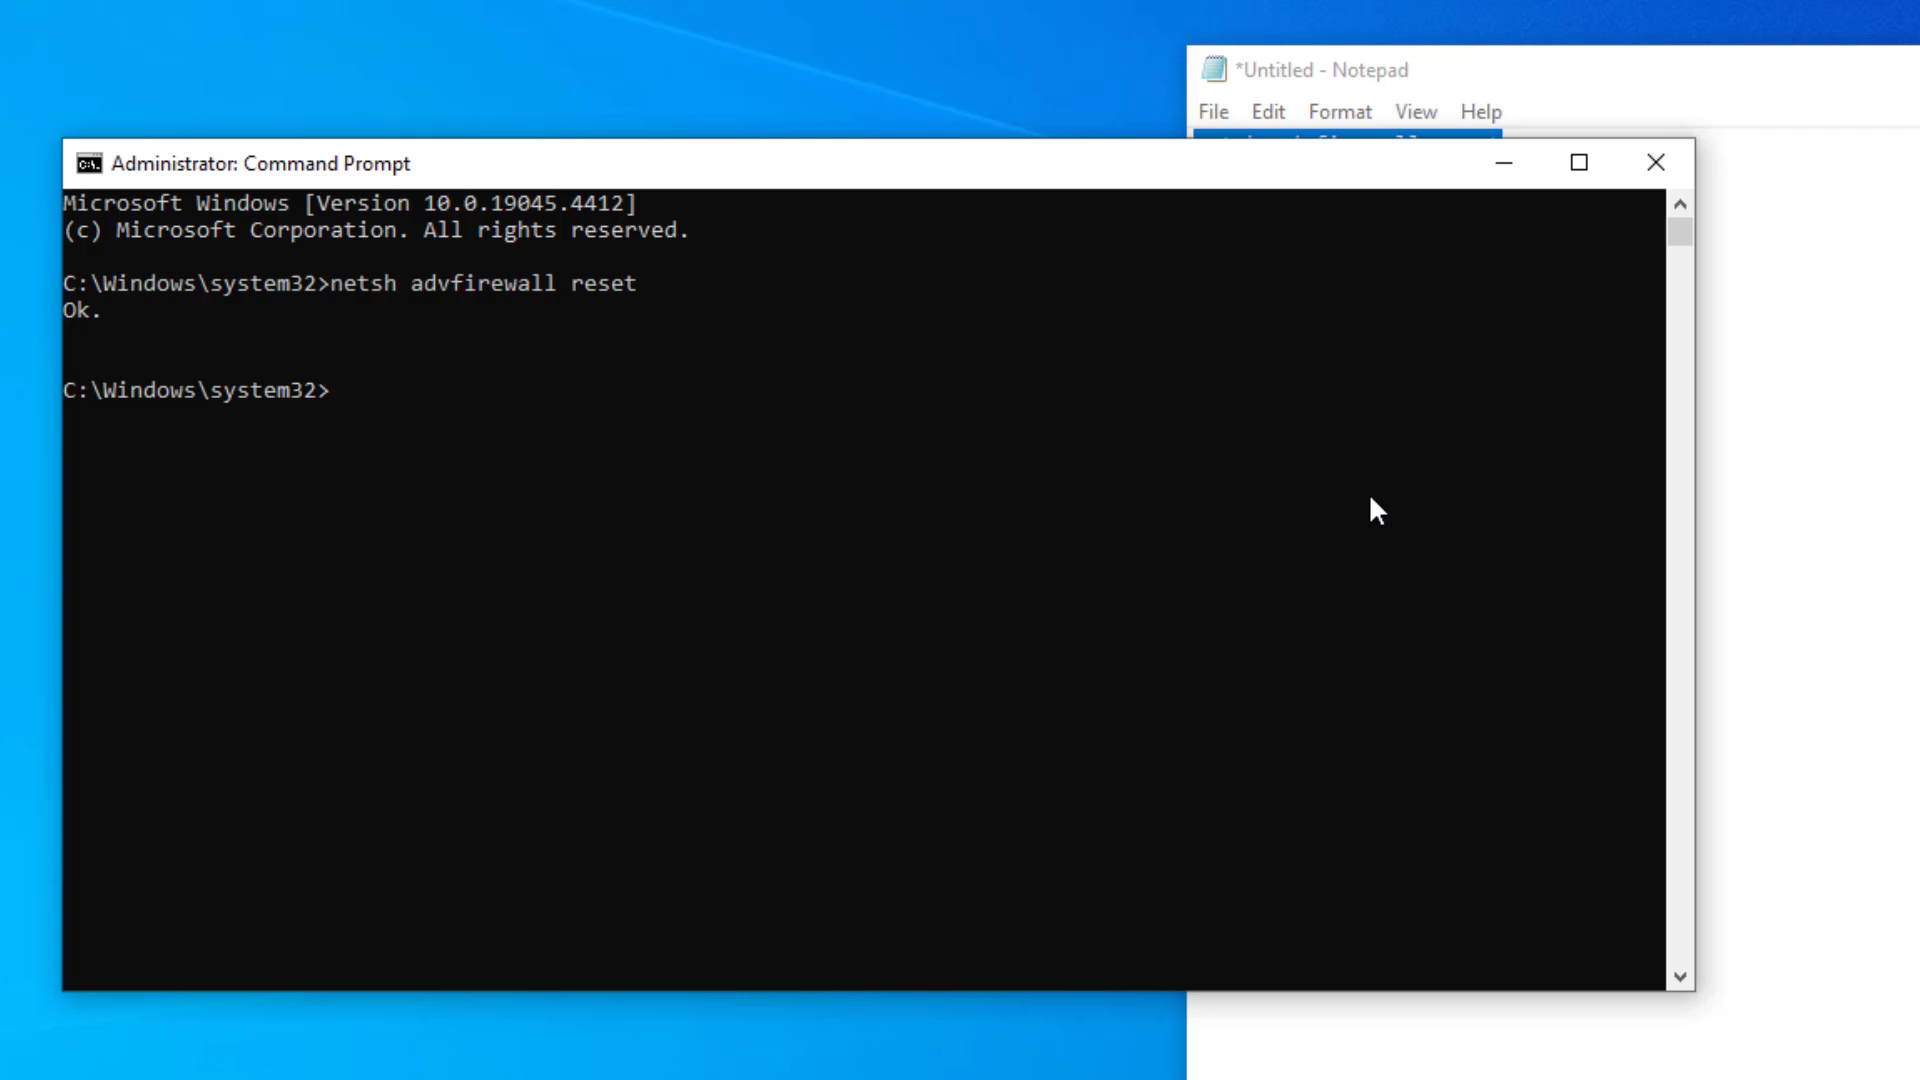 *Untitled - Notepad
File Edit Format View Help
Administrator: Command Prompt
Microsoft Windows [Version 10.0.19045.4412]
(c) Microsoft Corporation. All rights reserved.
C:\Windows\system32>netsh advfirewall reset
Ok.
C:\Windows\system32>